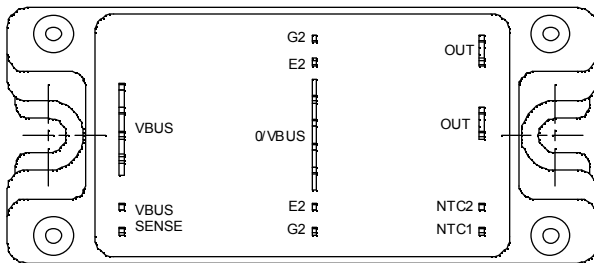 G2
E2
OUT
VBUS
0/VBUS
OUT
VBUS
SENSE
E2
G2
NTC2
NTC1